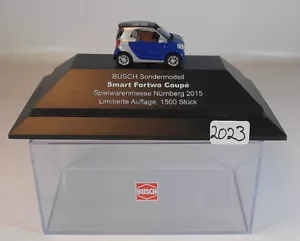 BUSCH Sondermodell
Smart Fortwo Coupé
Spielwarenmesse Nürnberg 2015
Limitierte Auflage: 1500 Stück
2023
BUSCH